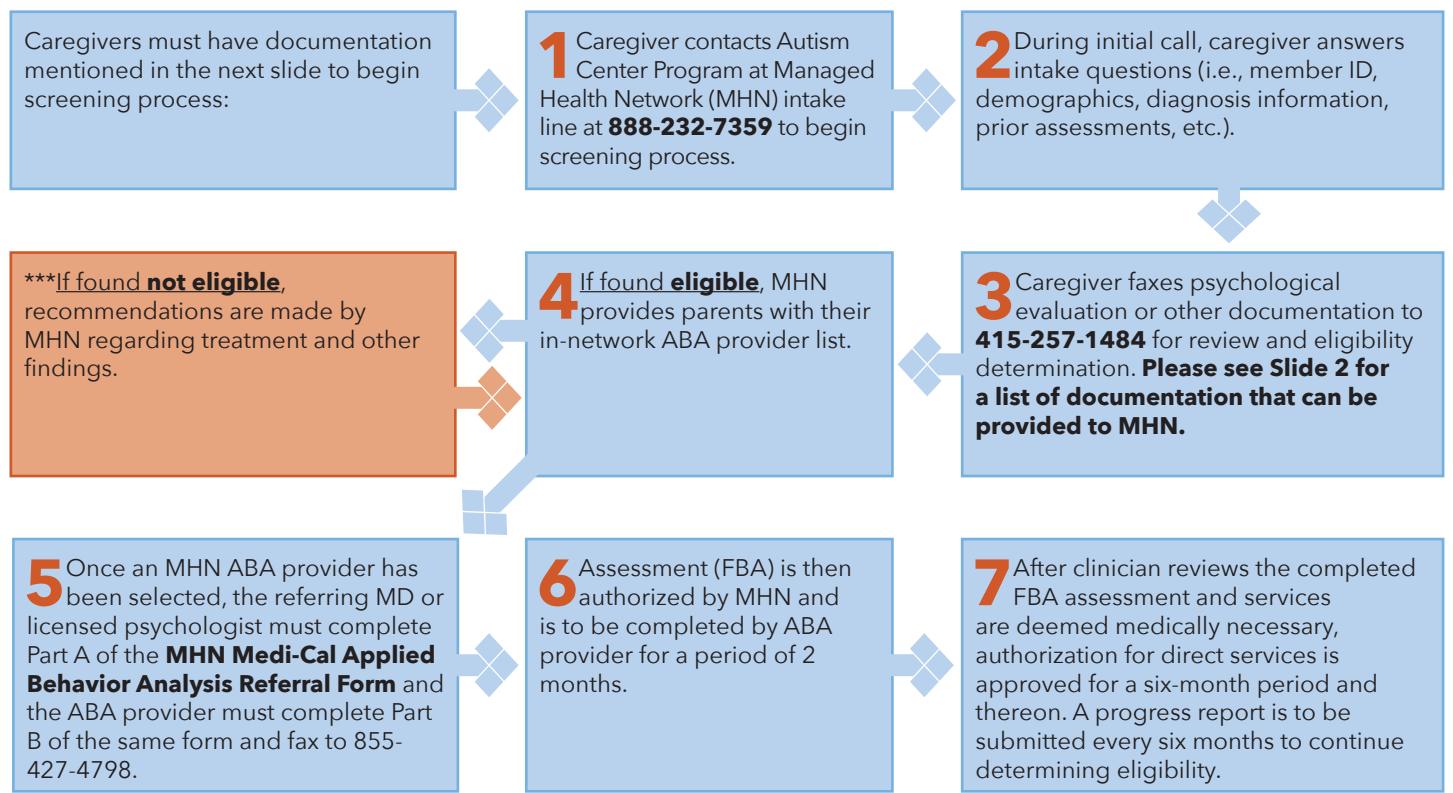 Caregivers must have documentation
mentioned in the next slide to begin
screening process:
1 Caregiver contacts Autism
Center Program at Managed
Health Network (MHN) intake
line at 888-232-7359 to begin
screening process.
2 During initial call, caregiver answers
intake questions (i.e., member ID,
demographics, diagnosis information,
prior assessments, etc.).
3 Caregiver faxes psychological
evaluation or other documentation to
415-257-1484 for review and eligibility
determination. Please see Slide 2 for
a list of documentation that can be
provided to MHN.
4 If found eligible, MHN
provides parents with their
in-network ABA provider list.
***If found not eligible,
recommendations are made by
MHN regarding treatment and other
findings.
5 Once an MHN ABA provider has
been selected, the referring MD or
licensed psychologist must complete
Part A of the MHN Medi-Cal Applied
Behavior Analysis Referral Form and
the ABA provider must complete Part
B of the same form and fax to 855-
427-4798.
6 Assessment (FBA) is then
authorized by MHN and
is to be completed by ABA
provider for a period of 2
months.
7 After clinician reviews the completed
FBA assessment and services
are deemed medically necessary,
authorization for direct services is
approved for a six-month period and
thereon. A progress report is to be
submitted every six months to continue
determining eligibility.